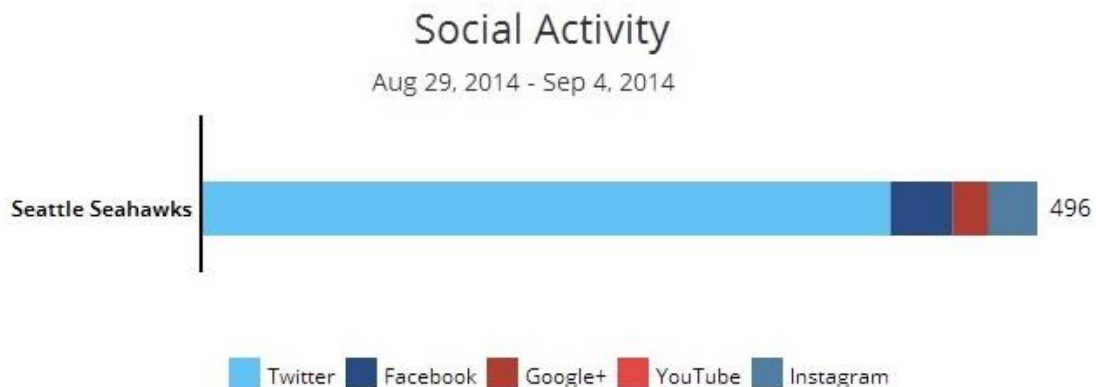 Social Activity
Aug 29, 2014 - Sep 4, 2014
Seattle Seahawks 496
Twitter Facebook Google+ YouTube Instagram